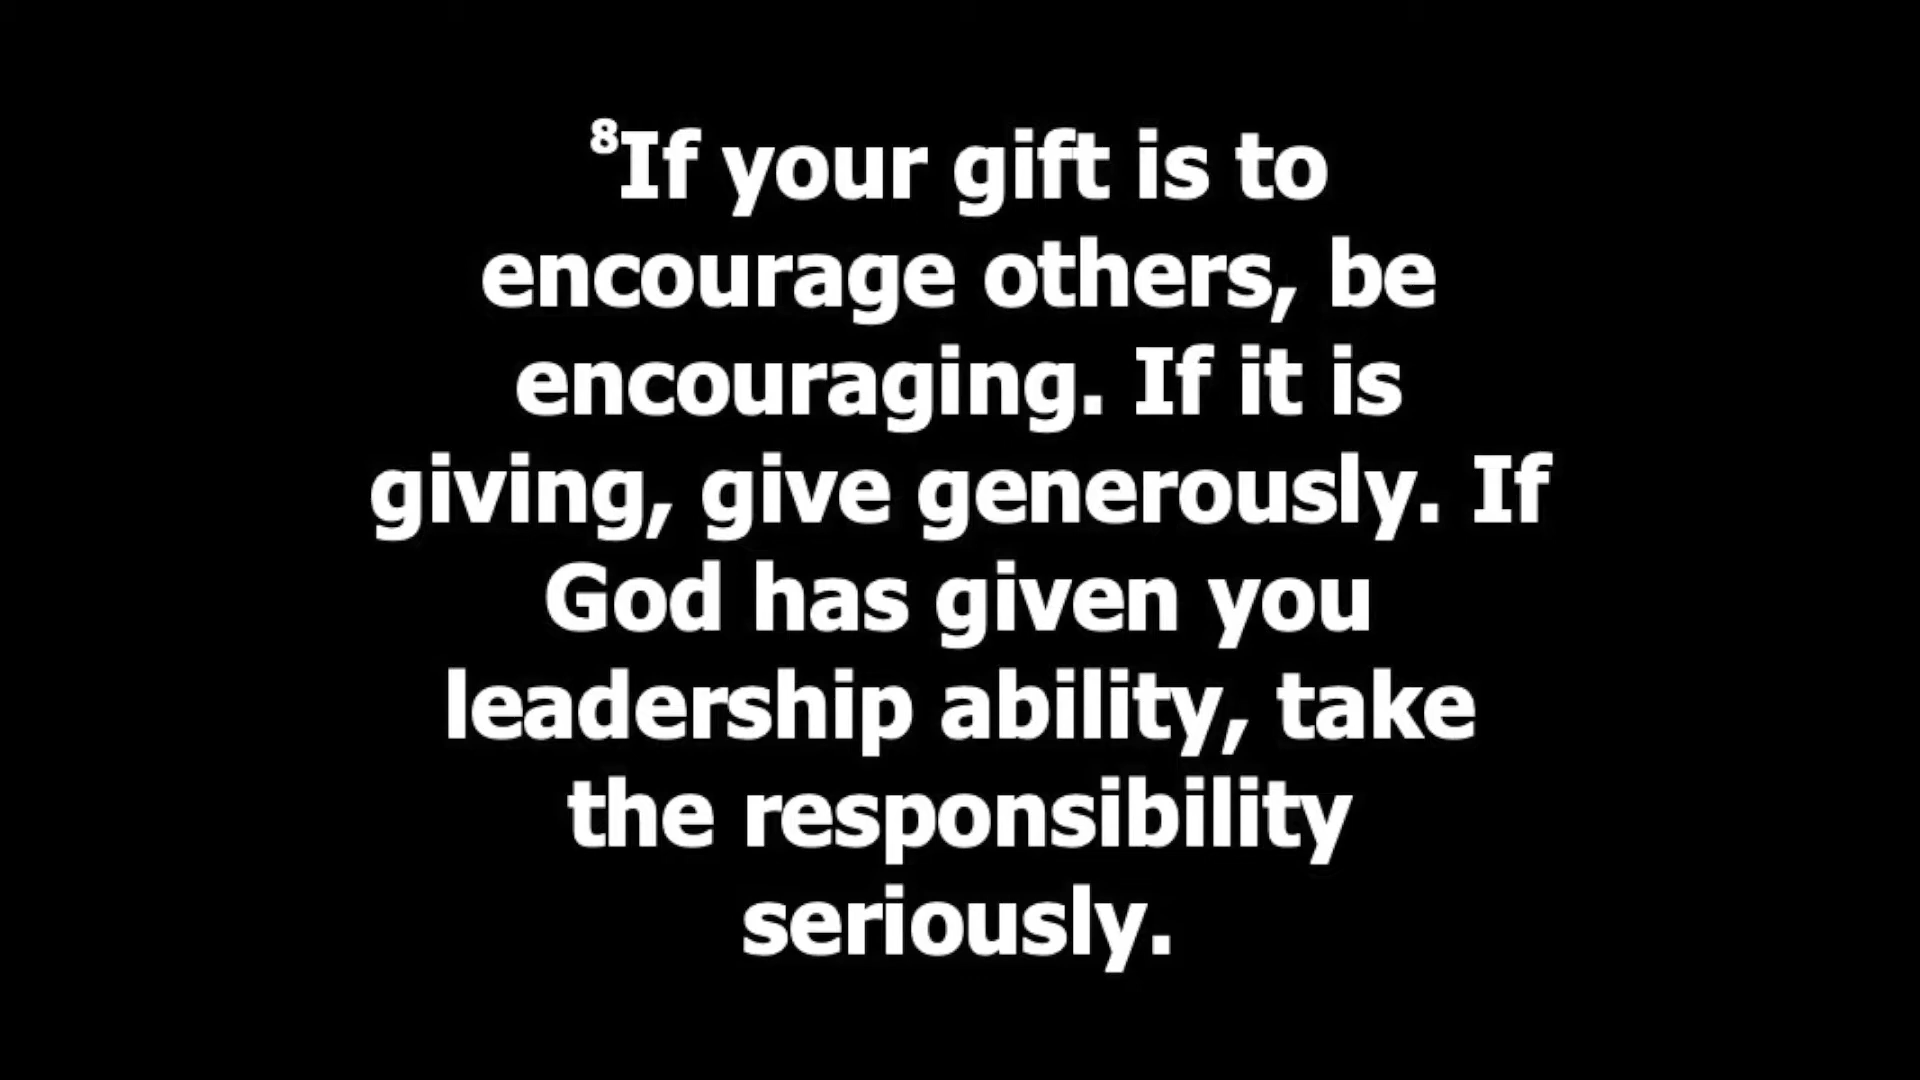 ⁸If your gift is to
encourage others, be
encouraging. If it is
giving, give generously. If
God has given you
leadership ability, take
the responsibility
seriously.